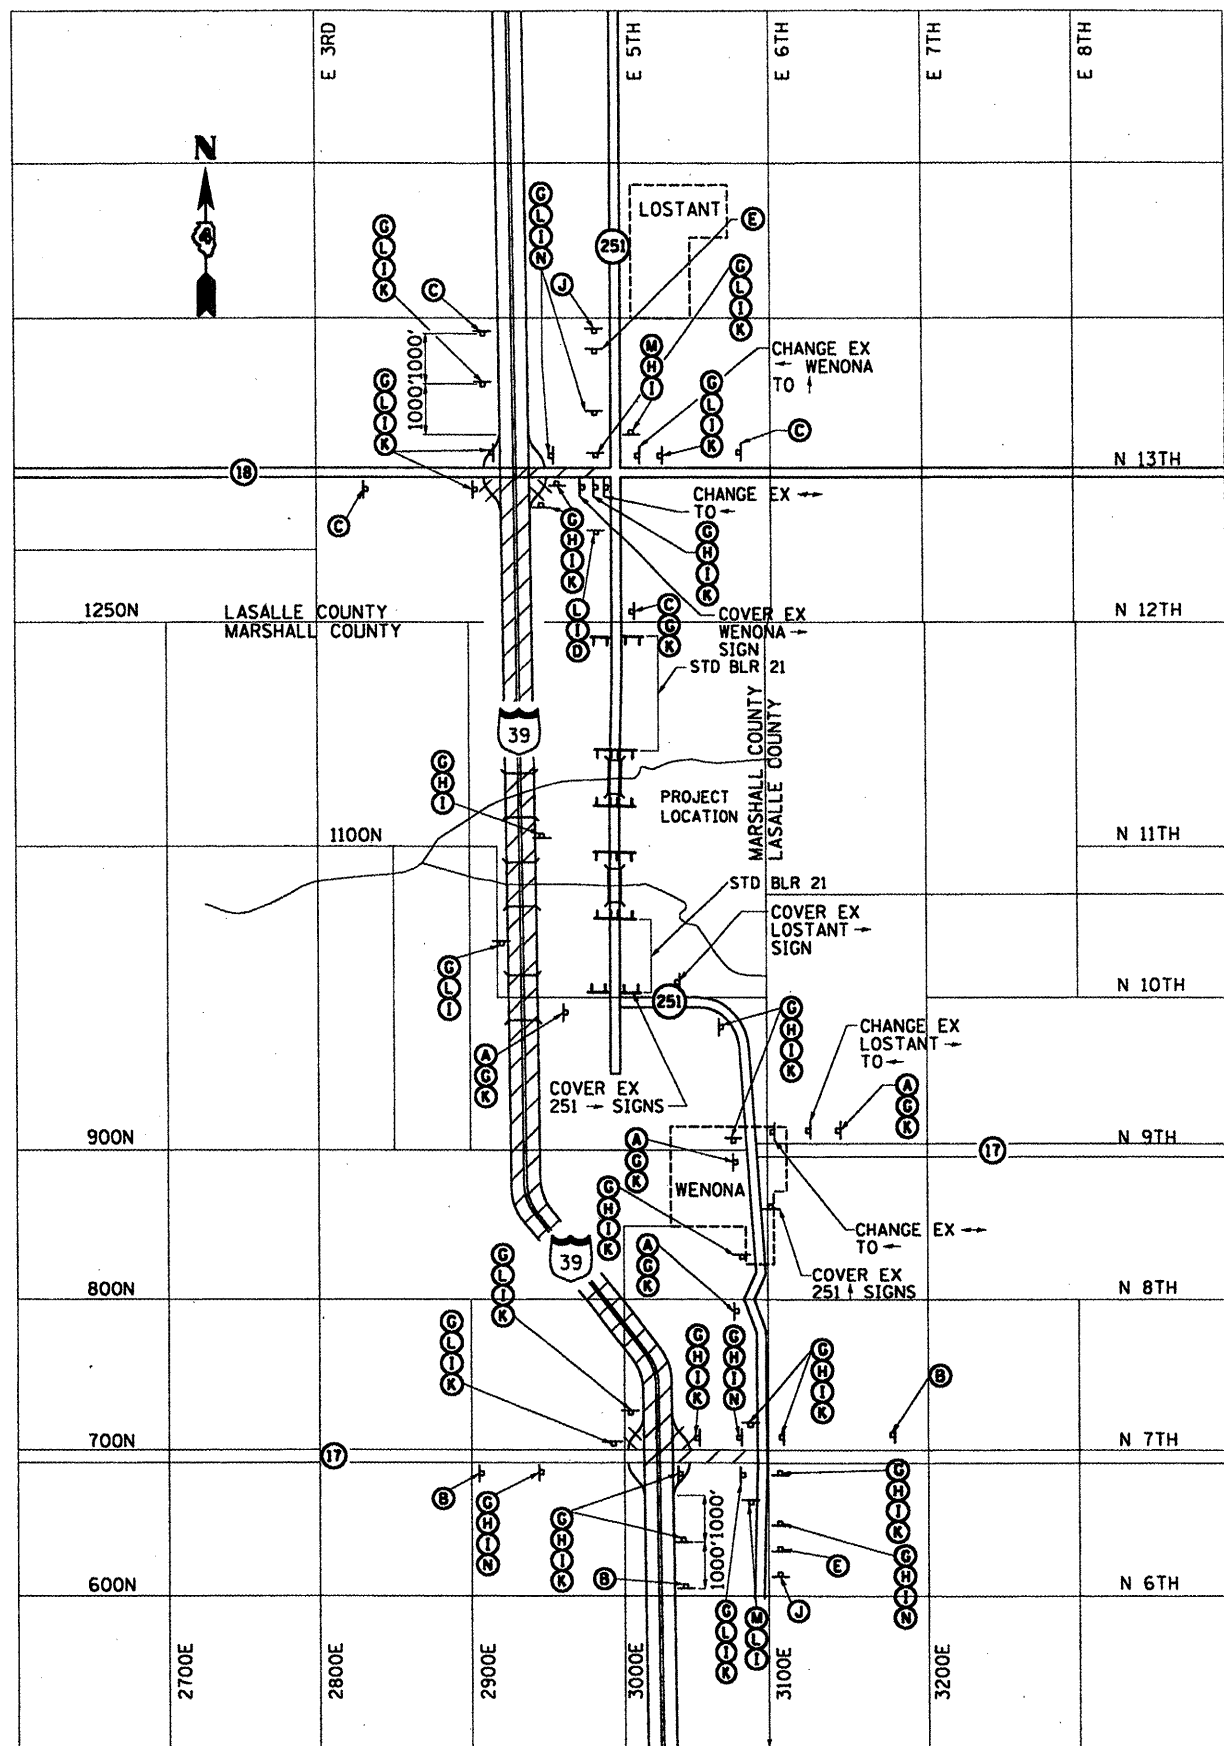 E 3RD
E 5TH
E 6TH
E 7TH
E 8TH
N
LOSTANT
E
G
L
I
N
251
G
L
I
K
C
J
G
L
I
K
M
H
I
CHANGE EX
← WENONA
TO ↑
1000' 1000'
G
L
I
K
G
L
I
K
C
18
N 13TH
C
CHANGE EX ↔
TO ←
G
H
I
K
G
H
I
K
L
I
O
C
G
K
COVER EX
WENONA →
SIGN
1250N
LASALLE COUNTY
MARSHALL COUNTY
N 12TH
STD BLR 21
MARSHALL COUNTY
LASALLE COUNTY
39
G
H
I
PROJECT
LOCATION
1100N
N 11TH
STD BLR 21
COVER EX
LOSTANT →
SIGN
G
L
I
251
N 10TH
G
H
I
K
CHANGE EX
LOSTANT →
TO ←
A
G
K
COVER EX
251 → SIGNS
A
G
K
900N
A
G
K
N 9TH
17
WENONA
G
H
I
K
CHANGE EX ↔
TO ←
39
A
G
K
COVER EX
251 ↑ SIGNS
G
L
I
K
800N
N 8TH
G
L
I
K
G
H
I
K
G
H
I
N
G
H
I
K
B
700N
17
N 7TH
B
G
H
I
N
G
H
I
K
B
1000' 1000'
G
H
I
K
E
G
H
I
N
J
600N
N 6TH
G
L
I
K
M
L
I
2700E
2800E
2900E
3000E
3100E
3200E